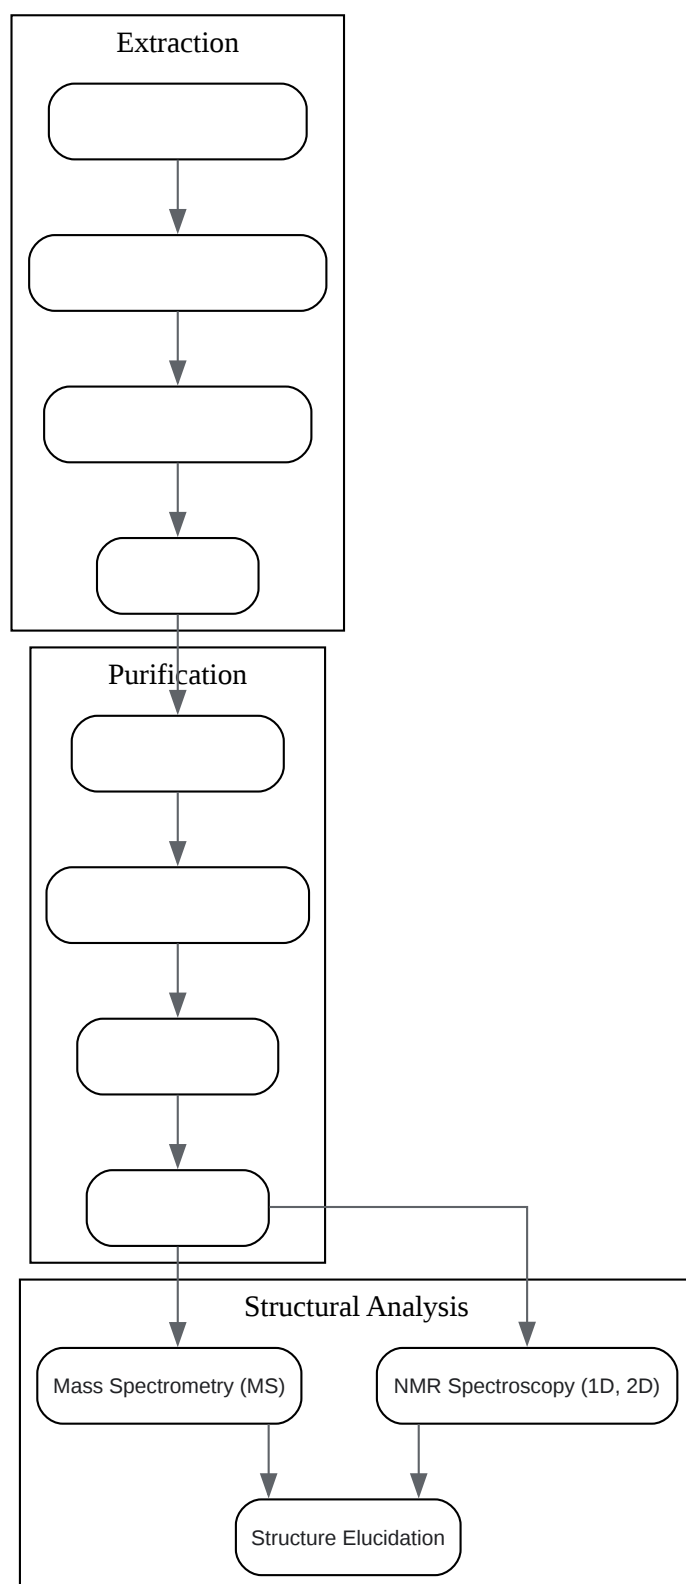 Extraction
Purification
Structural Analysis
Mass Spectrometry (MS)
NMR Spectroscopy (1D, 2D)
Structure Elucidation